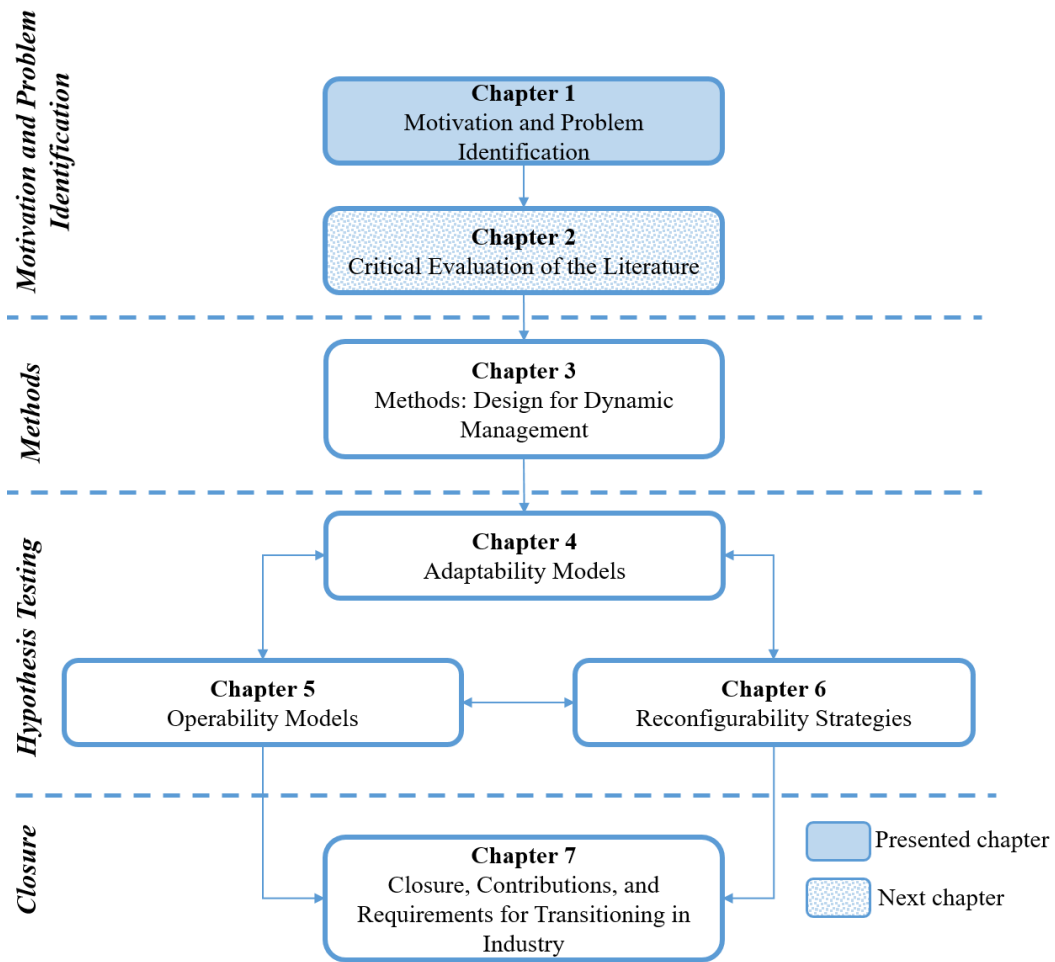 Motivation and Problem
Identification
Chapter 1
Motivation and Problem
Identification
Chapter 2
Critical Evaluation of the Literature
Methods
Chapter 3
Methods: Design for Dynamic
Management
Hypothesis Testing
Chapter 4
Adaptability Models
Chapter 5
Operability Models
Chapter 6
Reconfigurability Strategies
Closure
Chapter 7
Closure, Contributions, and
Requirements for Transitioning in
Industry
Presented chapter
Next chapter